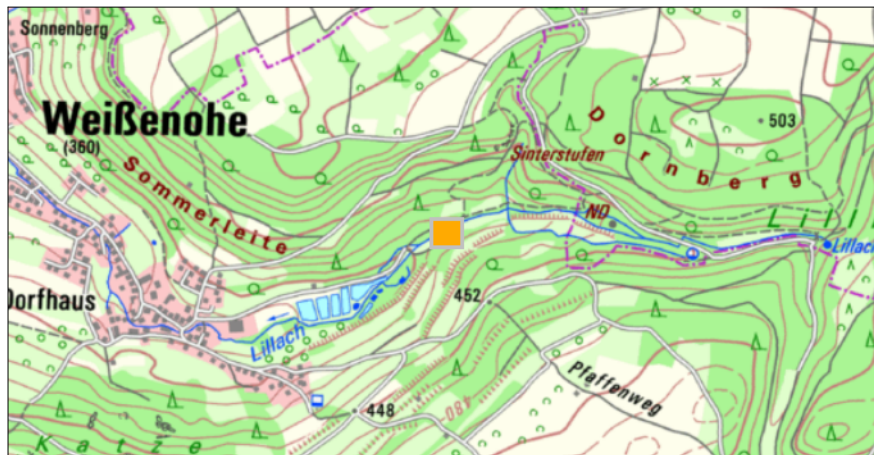 Sonnenberg
Weißenohe
(360)
Sommerleite
Sinterstufen
Dornberg
503
ND
Lill
Lillach
Dorfhaus
452
Lillach
Pfaffenweg
448
480
Katze